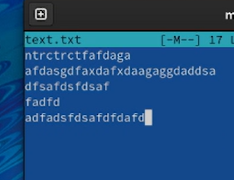 m
text.txt [-M--] 17 L
ntrctrctfafdaga
afdasgdfaxdafxdaagaggdaddsa
dfsafdsfdsaf
fadfd
adfadsfdsafdfdafd